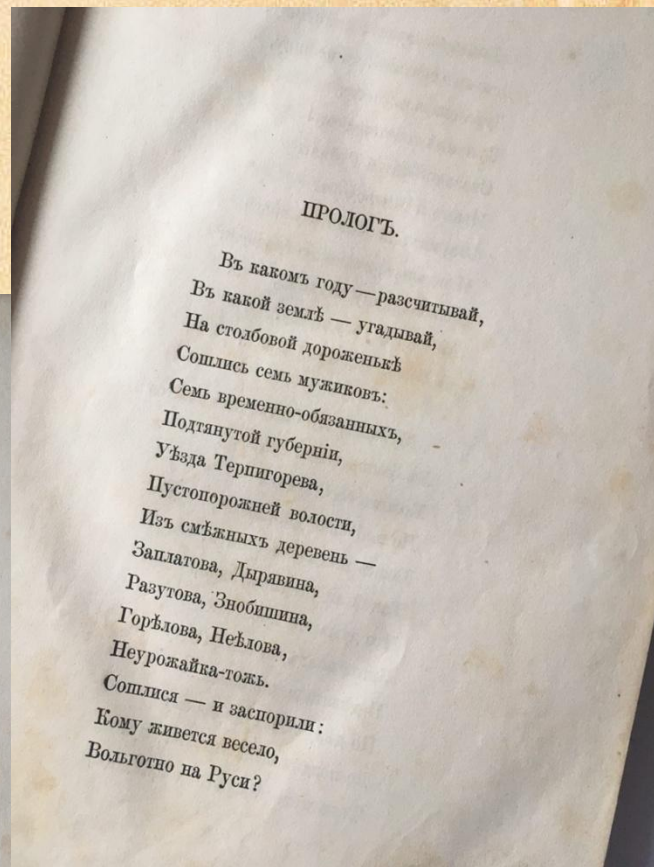 ПРОЛОГЪ.
Въ какомъ году—разсчитывай,
Въ какой землѣ — угадывай,
На столбовой дороженькѣ
Сошлись семь мужиковъ:
Семь временно-обязанныхъ,
Подтянутой губерніи,
Уѣзда Терпигорева,
Пустопорожней волости,
Изъ смѣжныхъ деревень —
Заплатова, Дырявина,
Разутова, Знобишина,
Горѣлова, Неѣлова,
Неурожайка-тожъ.
Сошлися — и заспорили:
Кому живется весело,
Вольготно на Руси?